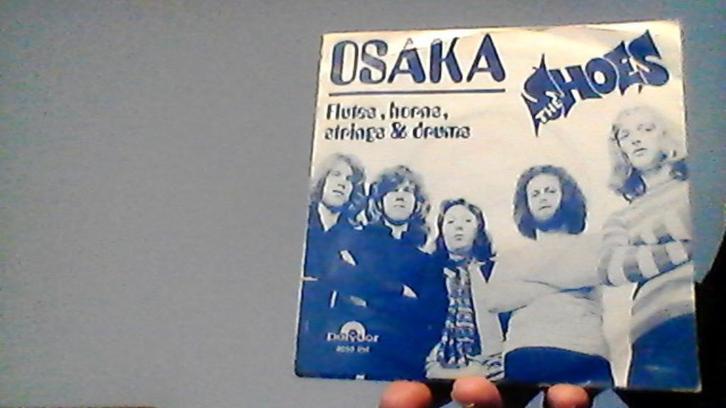 OSAKA
THE SHOES
Flutes, horns,
strings & drums
Polydor